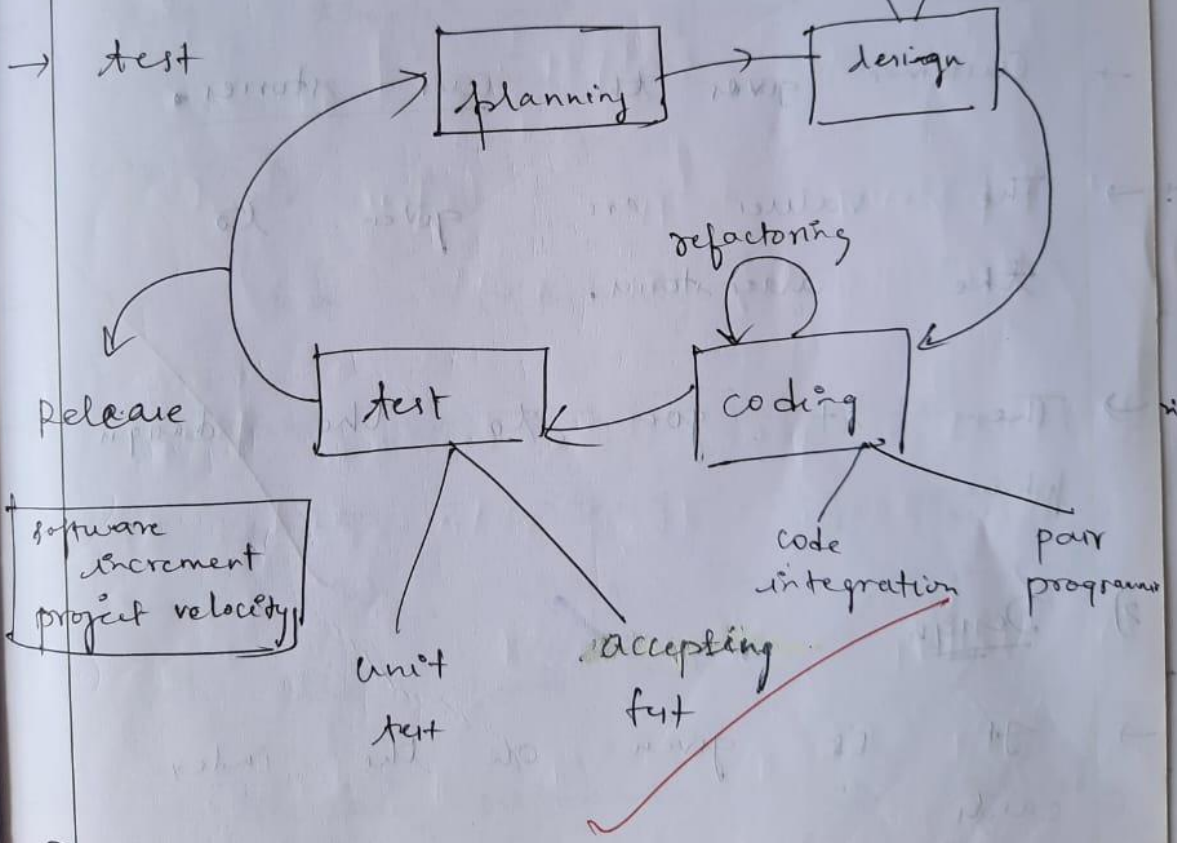 → test
planning
design
refactoring
Release
test
coding
software
increment
project velocity
code
integration
pair
programm
unit
test
accepting
test